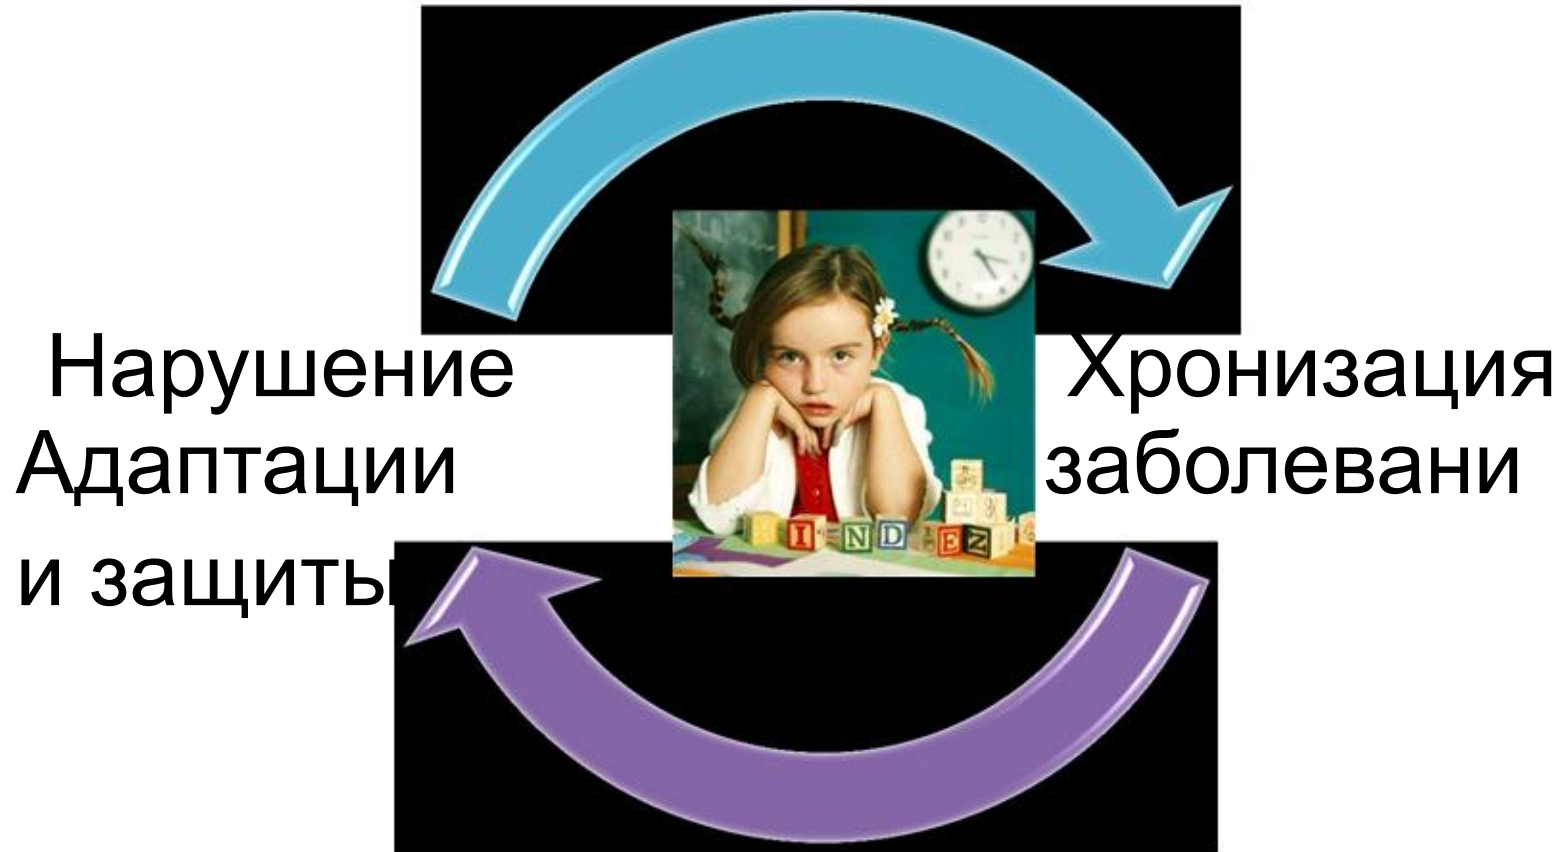 Нарушение
Адаптации
и защиты
Хронизация
заболевани
I N D E Z